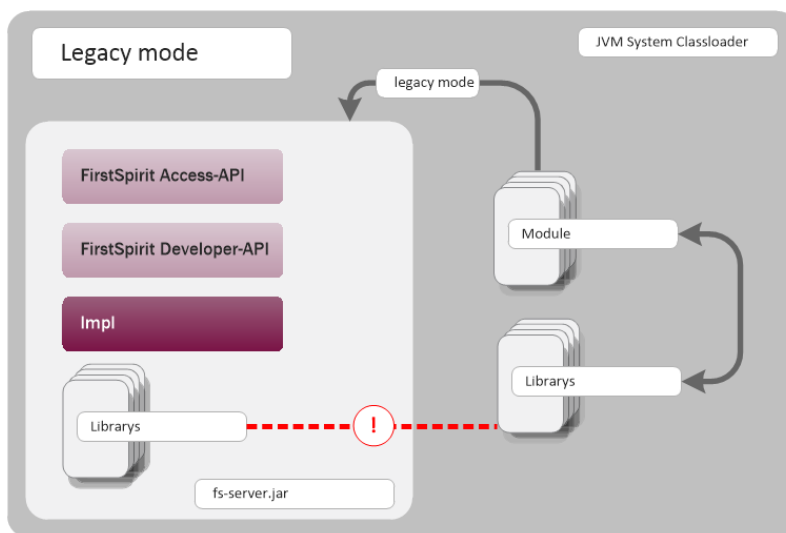 Legacy mode
JVM System Classloader
legacy mode
FirstSpirit Access-API
FirstSpirit Developer-API
Impl
Librarys
fs-server.jar
Module
Librarys
!